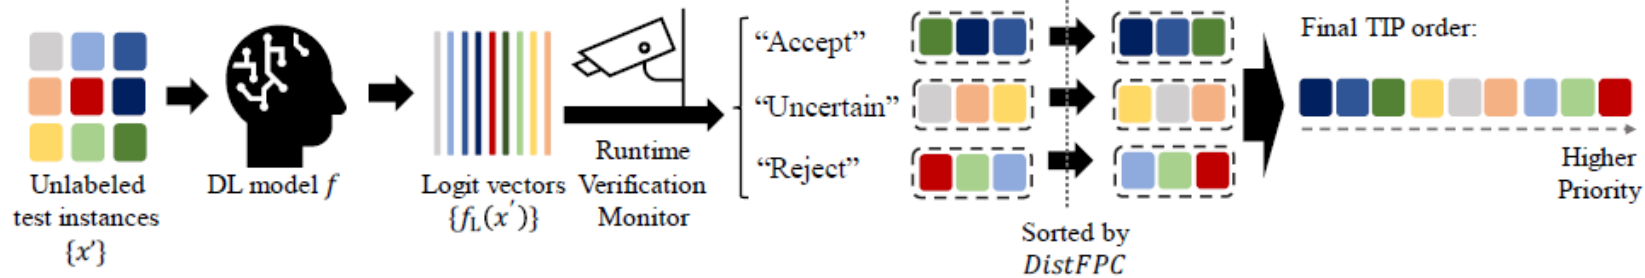 Unlabeled
test instances
{x'}
DL model f
Logit vectors
{f_L(x')}
Runtime
Verification
Monitor
“Accept”
“Uncertain”
“Reject”
Sorted by
DistFPC
Final TIP order:
Higher
Priority